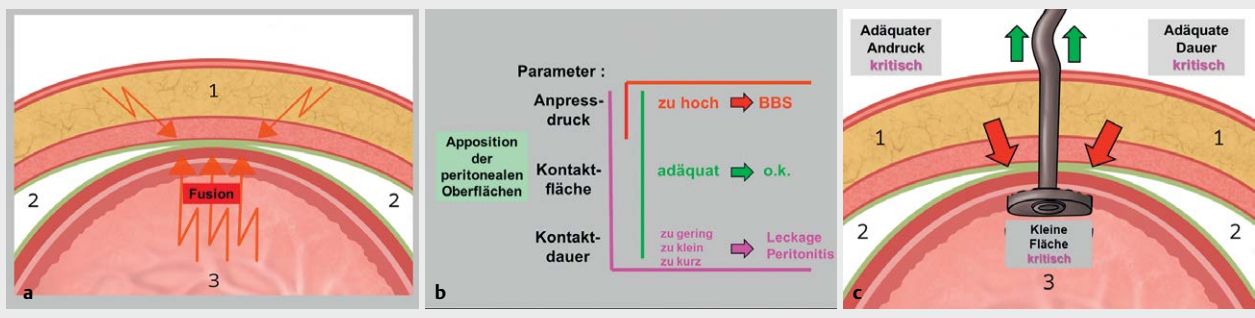 1
Fusion
2
2
3
a
Parameter :
Anpress-
druck
zu hoch
BBS
Apposition
der
peritonealen
Oberflächen
Kontakt-
fläche
adäquat
o.k.
Kontakt-
dauer
zu gering
zu klein
zu kurz
Leckage
Peritonitis
b
Adäquater
Andruck
kritisch
Adäquate
Dauer
kritisch
1
1
2
2
Kleine
Fläche
kritisch
3
c